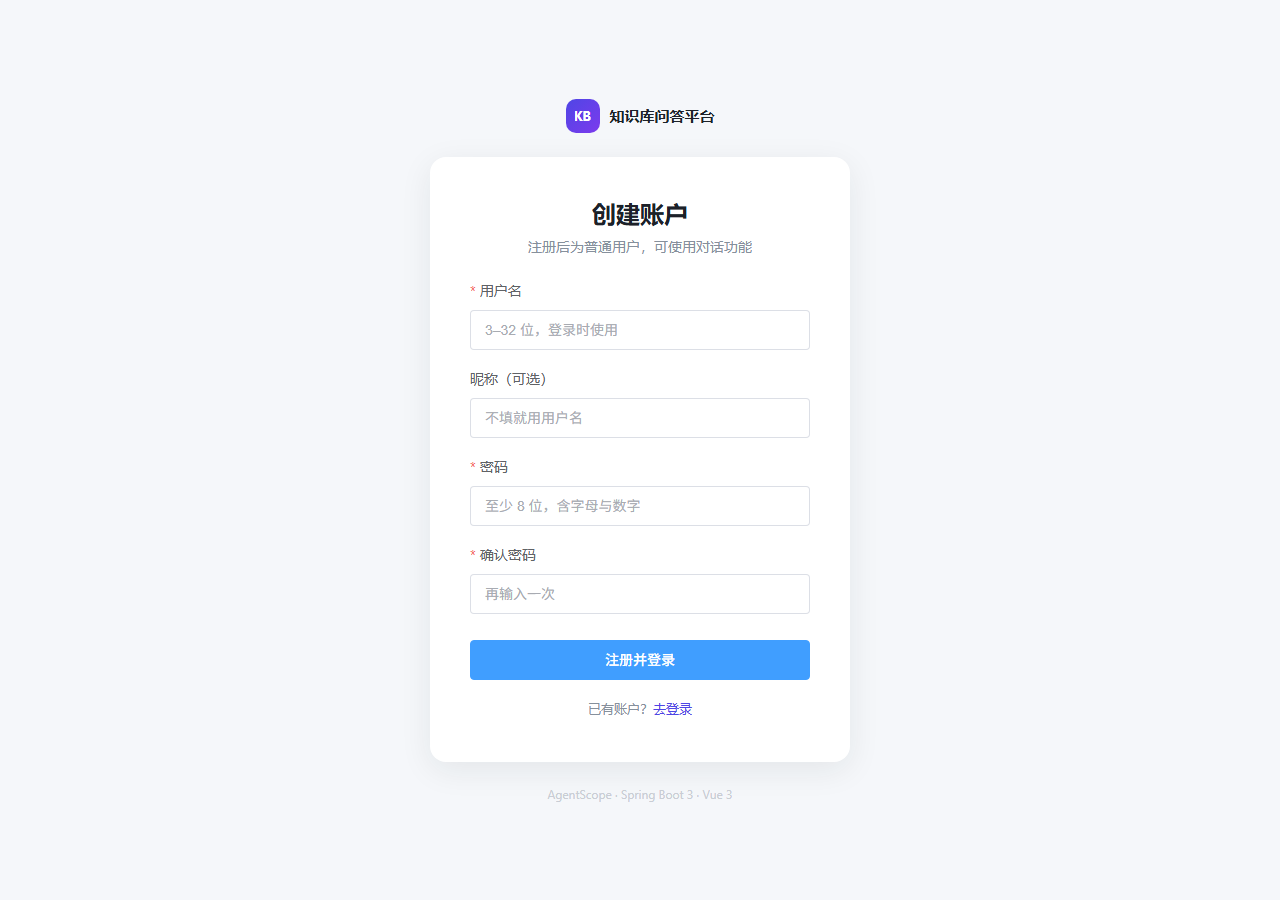 KB 知识库问答平台
创建账户
注册后为普通用户，可使用对话功能
* 用户名
3–32 位，登录时使用
昵称（可选）
不填就用用户名
* 密码
至少 8 位，含字母与数字
* 确认密码
再输入一次
注册并登录
已有账户？去登录
AgentScope · Spring Boot 3 · Vue 3